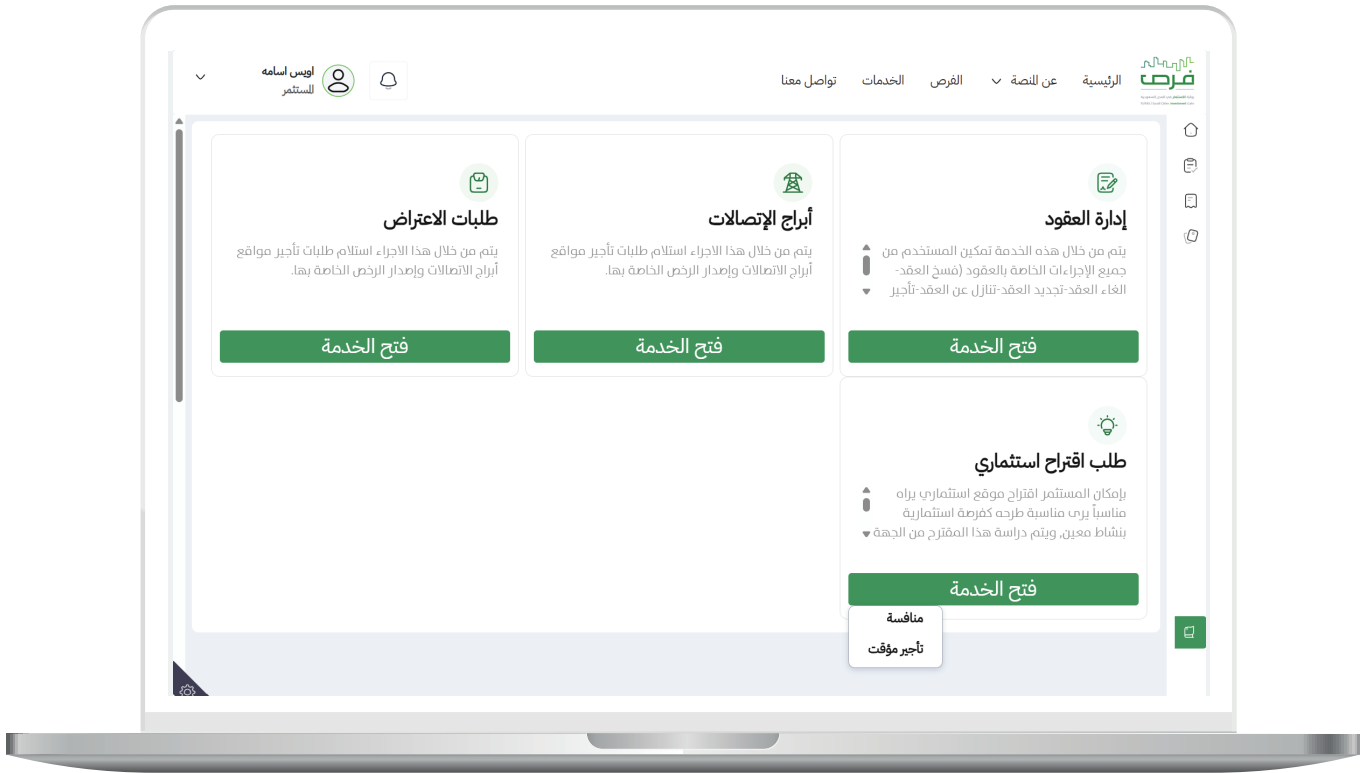 فرص
الرئيسية
عن المنصة
الفرص
الخدمات
تواصل معنا
اويس اسامه
المستثمر
إدارة العقود
يتم من خلال هذه الخدمة تمكين المستخدم من
جميع الإجراءات الخاصة بالعقود (فسخ العقد-
الغاء العقد-تجديد العقد-تنازل عن العقد-تأجير
فتح الخدمة
أبراج الإتصالات
يتم من خلال هذا الاجراء استلام طلبات تأجير مواقع
أبراج الاتصالات وإصدار الرخص الخاصة بها.
فتح الخدمة
طلبات الاعتراض
يتم من خلال هذا الاجراء استلام طلبات تأجير مواقع
أبراج الاتصالات وإصدار الرخص الخاصة بها.
فتح الخدمة
طلب اقتراح استثماري
بإمكان المستثمر اقتراح موقع استثماري يراه
مناسباً يرى مناسبة طرحه كفرصة استثمارية
بنشاط معين, ويتم دراسة هذا المقترح من الجهة
فتح الخدمة
منافسة
تأجير مؤقت